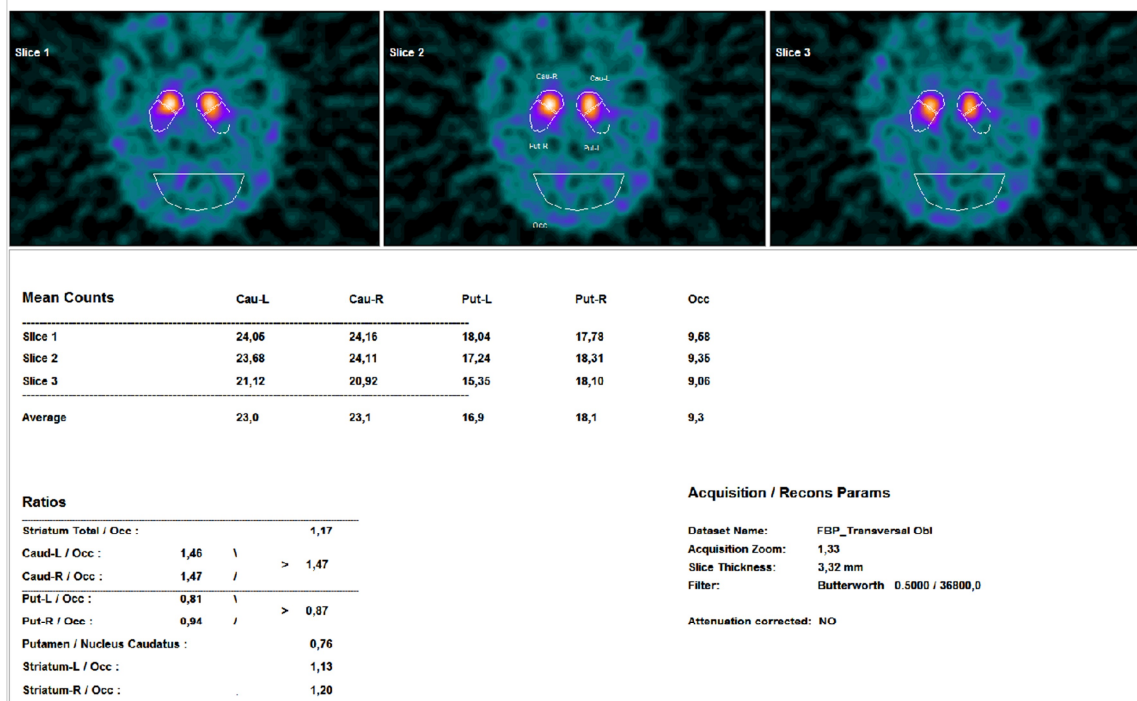 Slice 1
Slice 2
Slice 3
Cau-R Cau-L
Put-R Put-L
Occ
Mean Counts Cau-L Cau-R Put-L Put-R Occ
Slice 1 24,05 24,16 18,04 17,78 9,58
Slice 2 23,68 24,11 17,24 18,31 9,35
Slice 3 21,12 20,92 15,35 18,10 9,06
Average 23,0 23,1 16,9 18,1 9,3
Ratios
Striatum Total / Occ : 1,17
Caud-L / Occ : 1,46 \
> 1,47
Caud-R / Occ : 1,47 /
Put-L / Occ : 0,81 \
> 0,87
Put-R / Occ : 0,94 /
Putamen / Nucleus Caudatus : 0,76
Striatum-L / Occ : 1,13
Striatum-R / Occ : 1,20
Acquisition / Recons Params
Dataset Name: FBP_Transversal Obl
Acquisition Zoom: 1,33
Slice Thickness: 3,32 mm
Filter: Butterworth 0.5000 / 36800,0
Attenuation corrected: NO